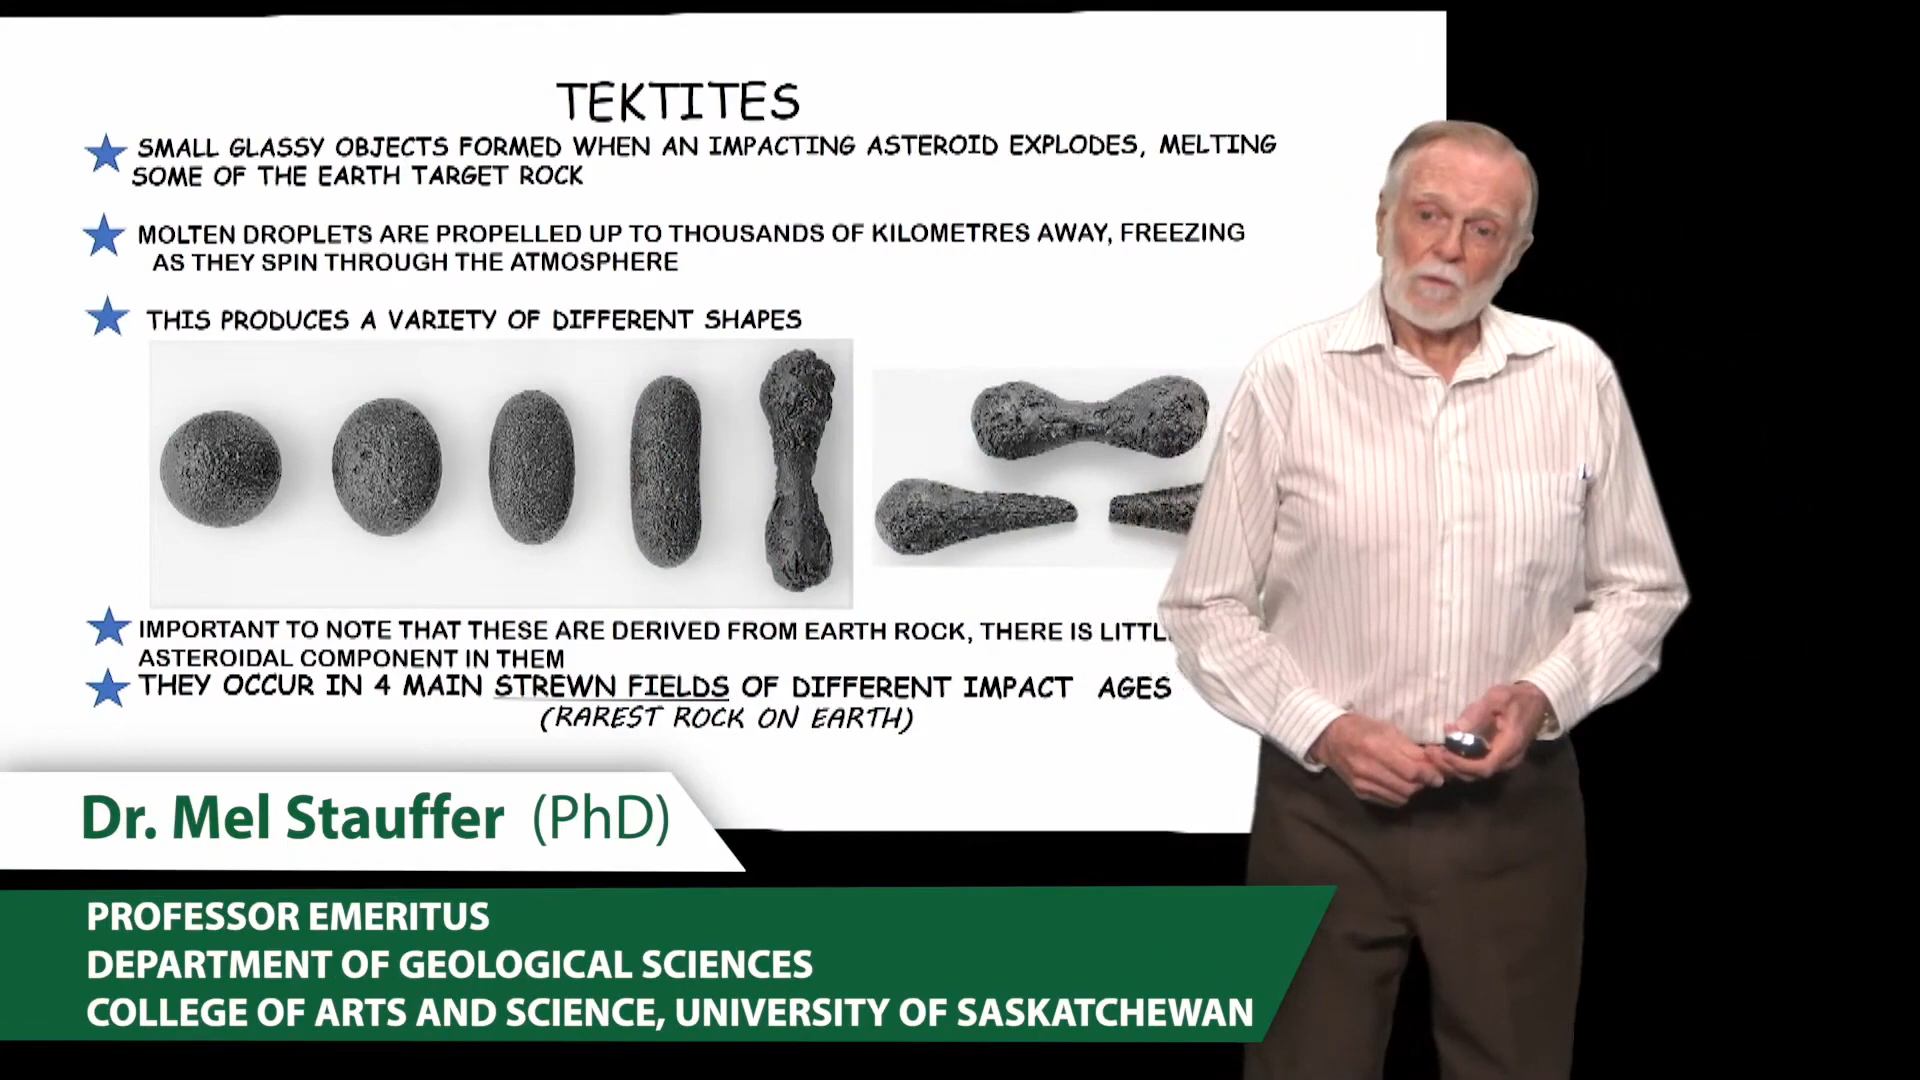 TEKTITES
SMALL GLASSY OBJECTS FORMED WHEN AN IMPACTING ASTEROID EXPLODES, MELTING
SOME OF THE EARTH TARGET ROCK
MOLTEN DROPLETS ARE PROPELLED UP TO THOUSANDS OF KILOMETRES AWAY, FREEZING
AS THEY SPIN THROUGH THE ATMOSPHERE
THIS PRODUCES A VARIETY OF DIFFERENT SHAPES
IMPORTANT TO NOTE THAT THESE ARE DERIVED FROM EARTH ROCK, THERE IS LITTL
ASTEROIDAL COMPONENT IN THEM
THEY OCCUR IN 4 MAIN STREWN FIELDS OF DIFFERENT IMPACT AGES
(RAREST ROCK ON EARTH)
Dr. Mel Stauffer (PhD)
PROFESSOR EMERITUS
DEPARTMENT OF GEOLOGICAL SCIENCES
COLLEGE OF ARTS AND SCIENCE, UNIVERSITY OF SASKATCHEWAN